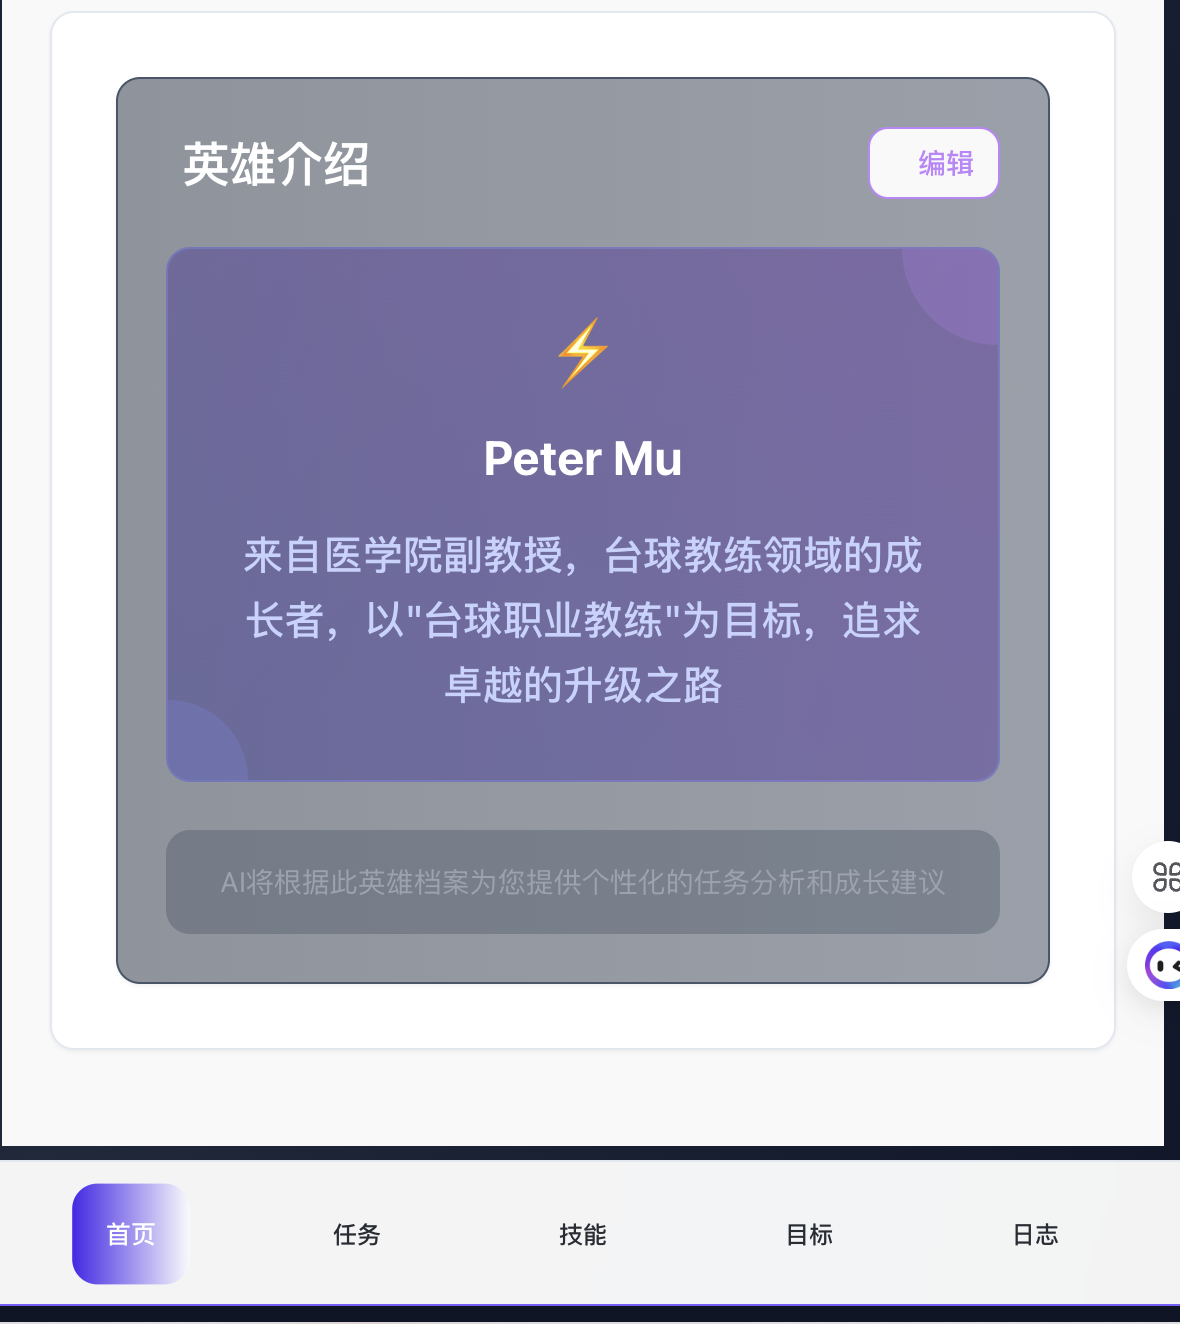 英雄介绍
编辑
Peter Mu
来自医学院副教授，台球教练领域的成
长者，以"台球职业教练"为目标，追求
卓越的升级之路
AI将根据此英雄档案为您提供个性化的任务分析和成长建议
首页
任务
技能
目标
日志